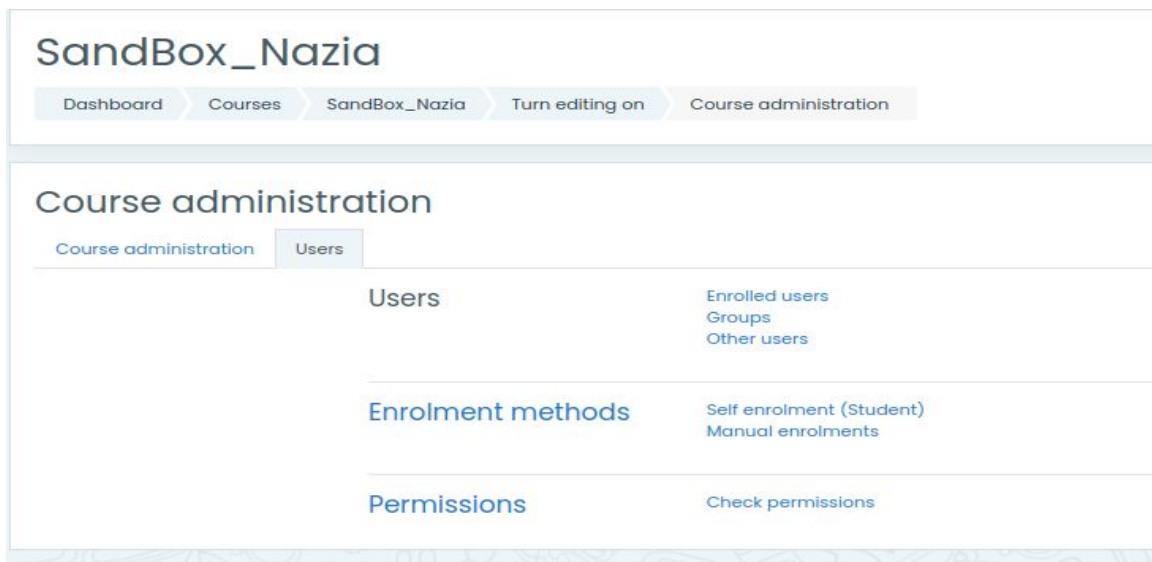 SandBox_Nazia
Dashboard Courses SandBox_Nazia Turn editing on Course administration
Course administration
Course administration Users
Users Enrolled users
Groups
Other users
Enrolment methods Self enrolment (Student)
Manual enrolments
Permissions Check permissions